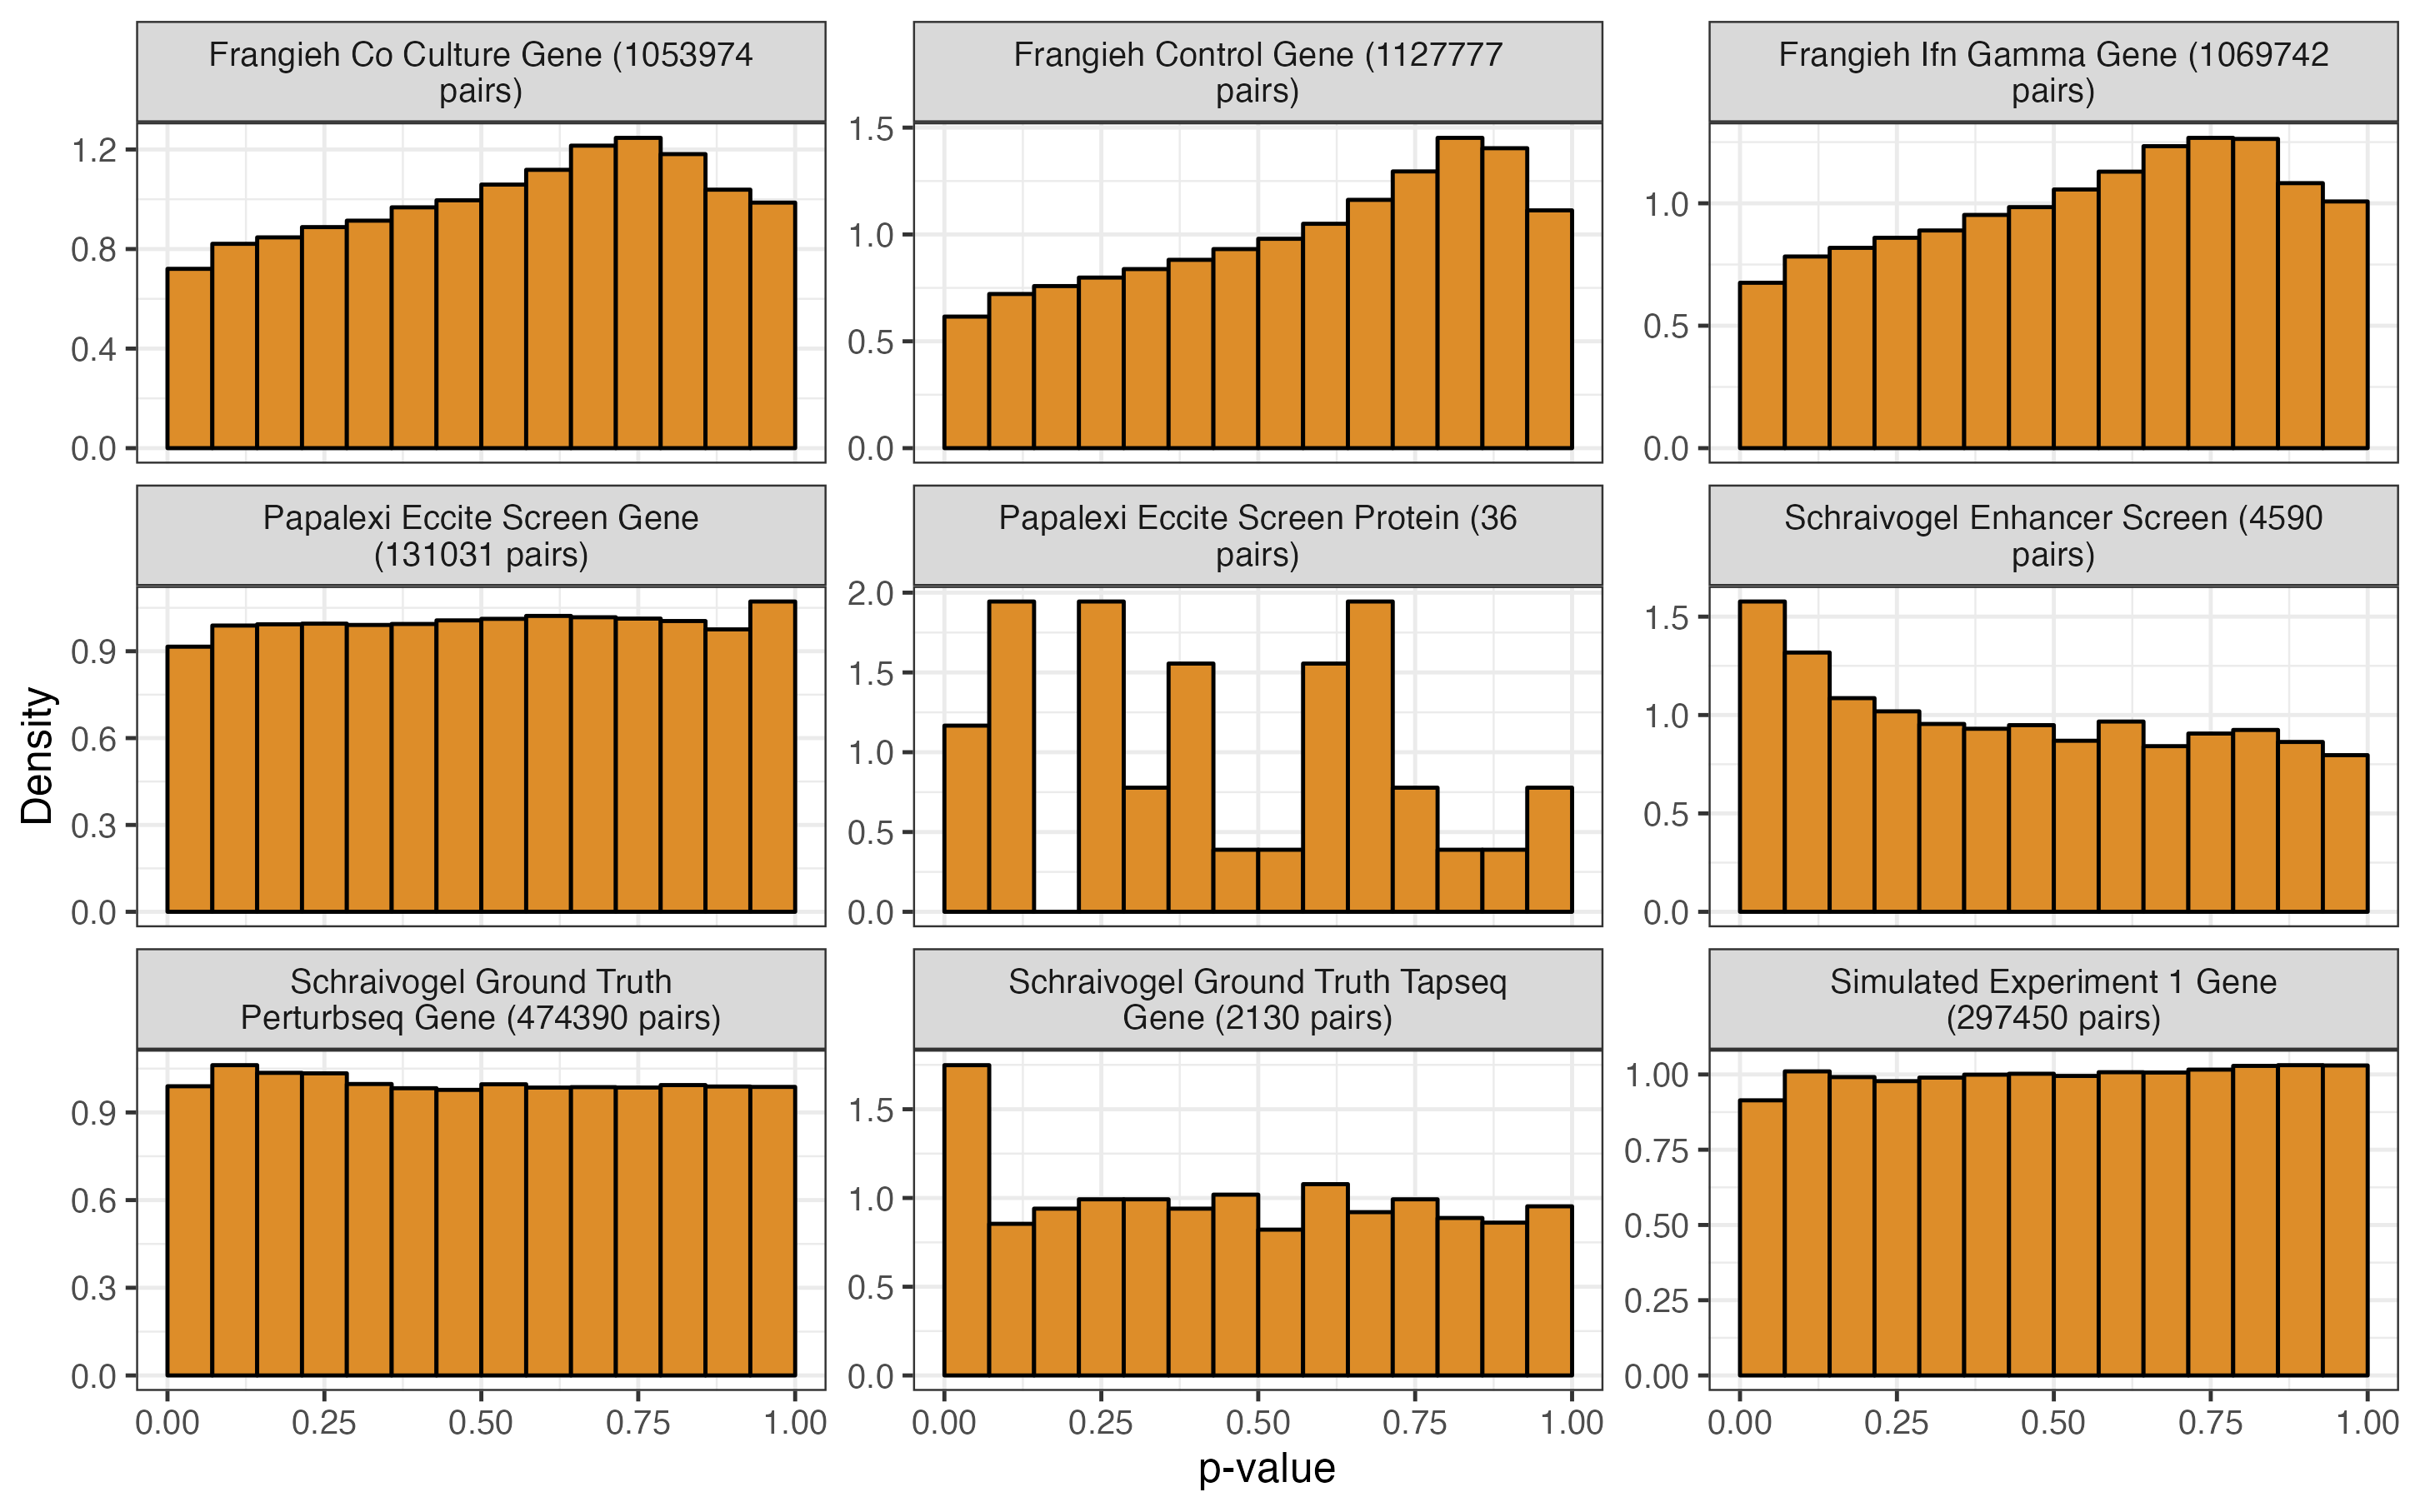 Frangieh Co Culture Gene (1053974
pairs)
Frangieh Control Gene (1127777
pairs)
Frangieh Ifn Gamma Gene (1069742
pairs)
1.2
0.8
0.4
0.0
1.5
1.0
0.5
0.0
1.0
0.5
0.0
Papalexi Eccite Screen Gene
(131031 pairs)
Papalexi Eccite Screen Protein (36
pairs)
Schraivogel Enhancer Screen (4590
pairs)
0.9
0.6
0.3
0.0
2.0
1.5
1.0
0.5
0.0
1.5
1.0
0.5
0.0
Density
Schraivogel Ground Truth
Perturbseq Gene (474390 pairs)
Schraivogel Ground Truth Tapseq
Gene (2130 pairs)
Simulated Experiment 1 Gene
(297450 pairs)
0.9
0.6
0.3
0.0
1.5
1.0
0.5
0.0
1.00
0.75
0.50
0.25
0.00
0.00 0.25 0.50 0.75 1.00
0.00 0.25 0.50 0.75 1.00
0.00 0.25 0.50 0.75 1.00
p-value